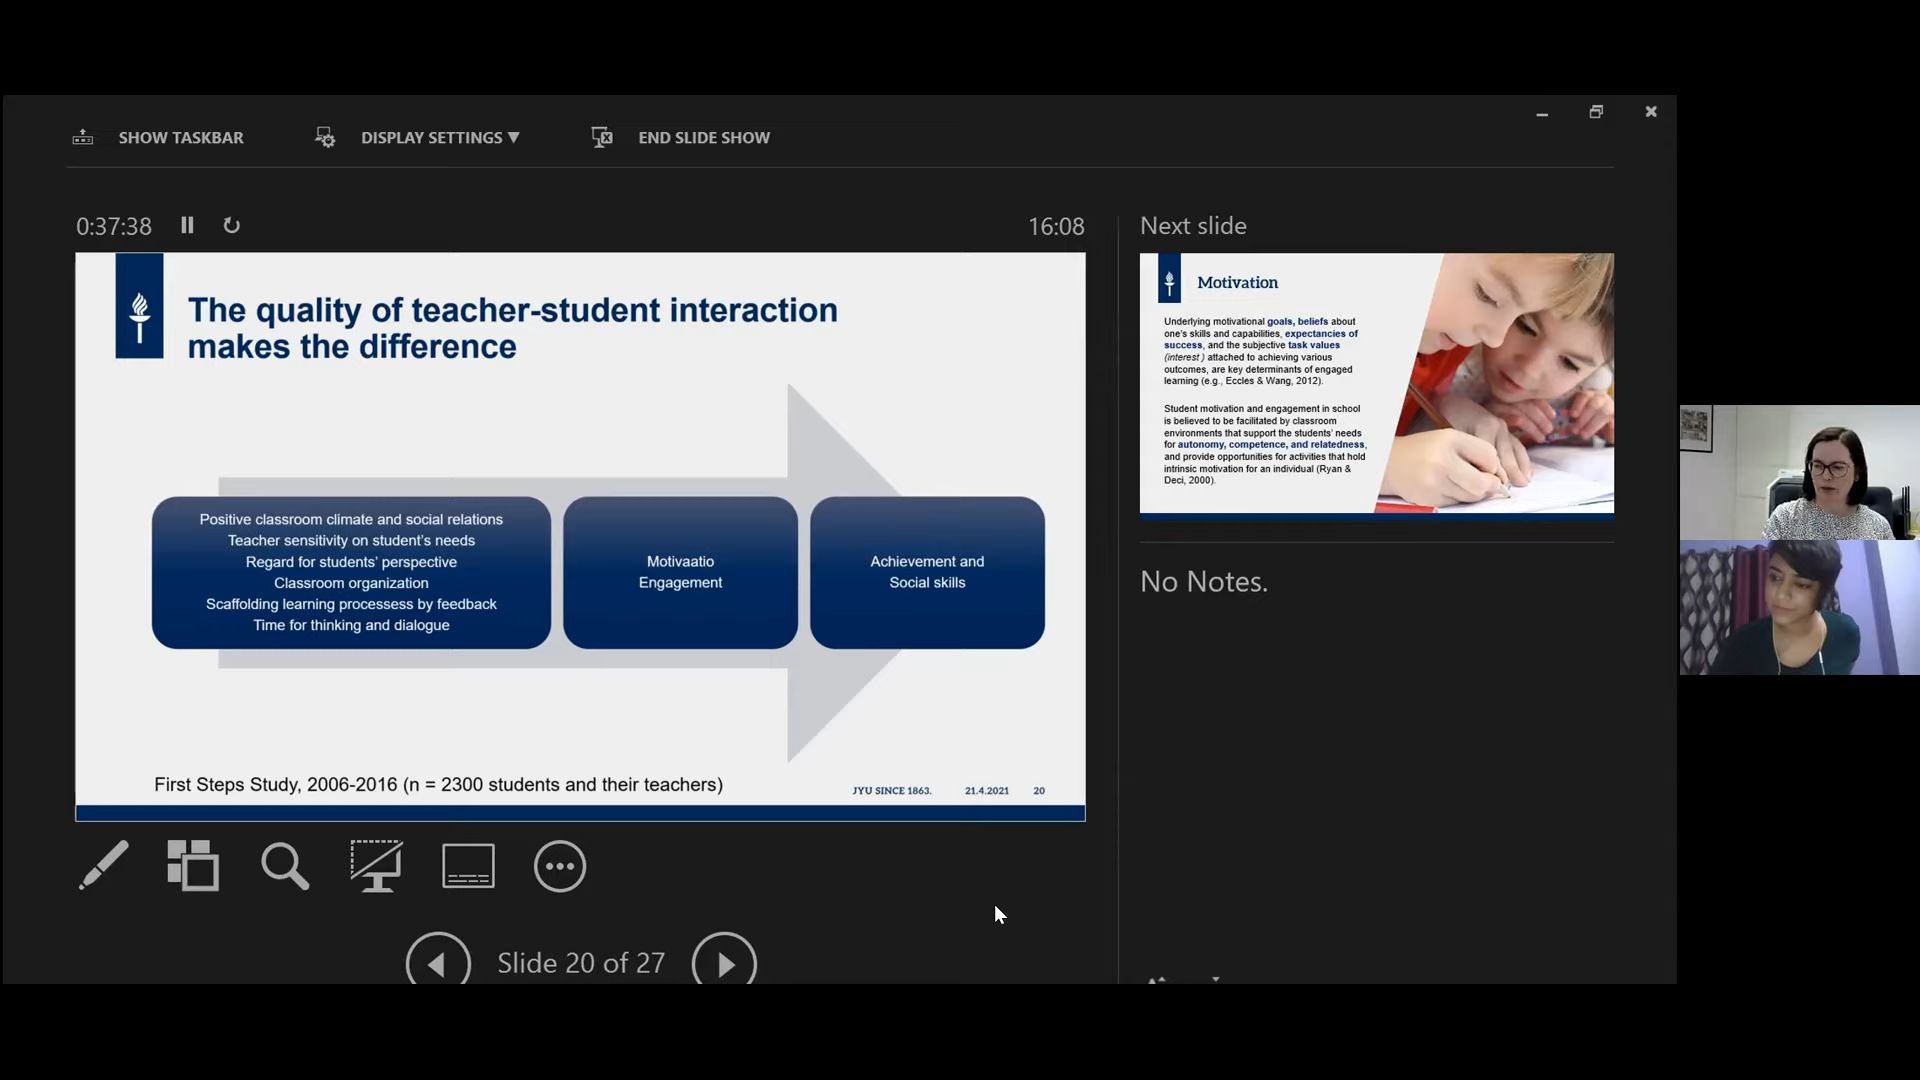 SHOW TASKBAR
DISPLAY SETTINGS ▼
END SLIDE SHOW
0:37:38
16:08
The quality of teacher-student interaction
makes the difference
Positive classroom climate and social relations
Teacher sensitivity on student's needs
Regard for students' perspective
Classroom organization
Scaffolding learning processess by feedback
Time for thinking and dialogue
Motivaatio
Engagement
Achievement and
Social skills
First Steps Study, 2006-2016 (n = 2300 students and their teachers)
JYU SINCE 1863.
21.4.2021
20
Slide 20 of 27
Next slide
Motivation
Underlying motivational goals, beliefs about
one's skills and capabilities, expectancies of
success, and the subjective task values
(interest ) attached to achieving various
outcomes, are key determinants of engaged
learning (e.g., Eccles & Wang, 2012).
Student motivation and engagement in school
is believed to be facilitated by classroom
environments that support the students' needs
for autonomy, competence, and relatedness,
and provide opportunities for activities that hold
intrinsic motivation for an individual (Ryan &
Deci, 2000).
No Notes.